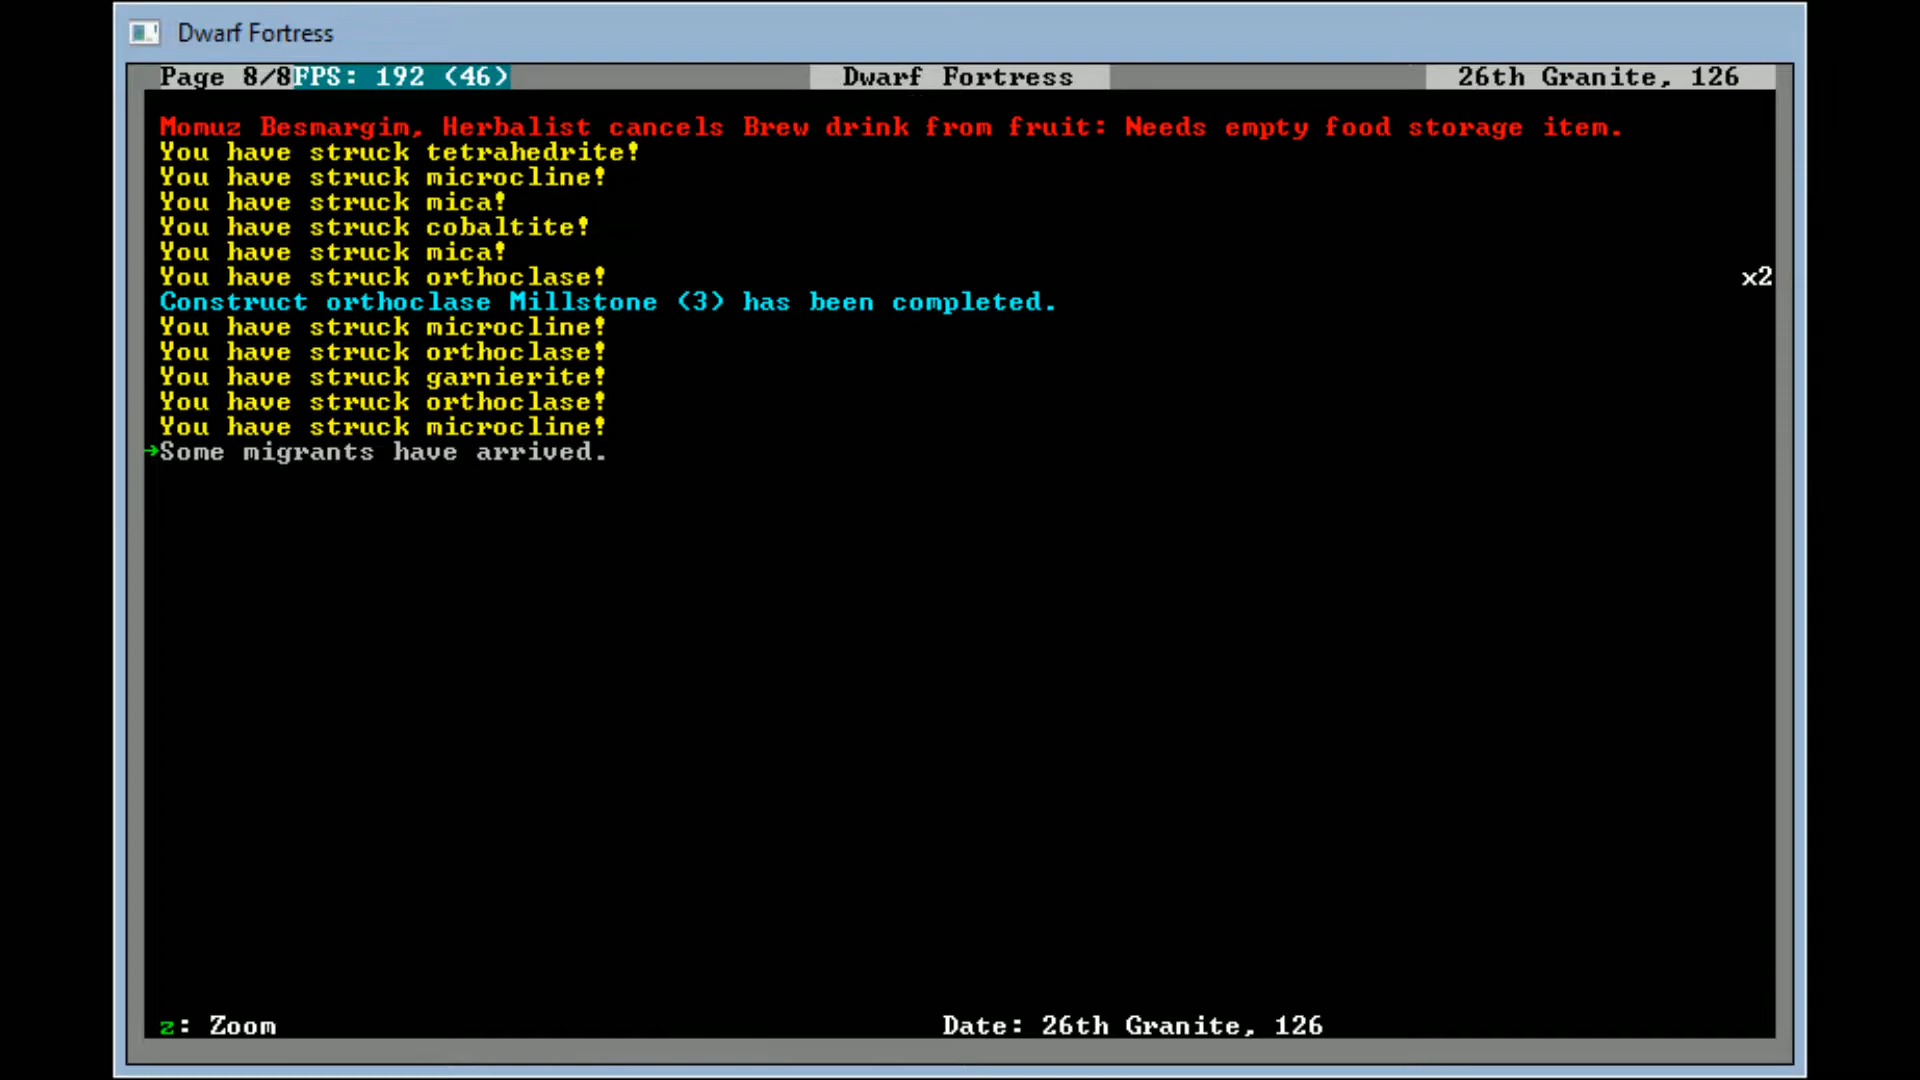 Dwarf Fortress
Page 8/8FPS: 192 (46) Dwarf Fortress 26th Granite, 126
Momuz Besmargim, Herbalist cancels Brew drink from fruit: Needs empty food storage item.
You have struck tetrahedrite!
You have struck microcline!
You have struck mica!
You have struck cobaltite!
You have struck mica!
You have struck orthoclase! x2
Construct orthoclase Millstone (3) has been completed.
You have struck microcline!
You have struck orthoclase!
You have struck garnierite!
You have struck orthoclase!
You have struck microcline!
→Some migrants have arrived.
z: Zoom Date: 26th Granite, 126